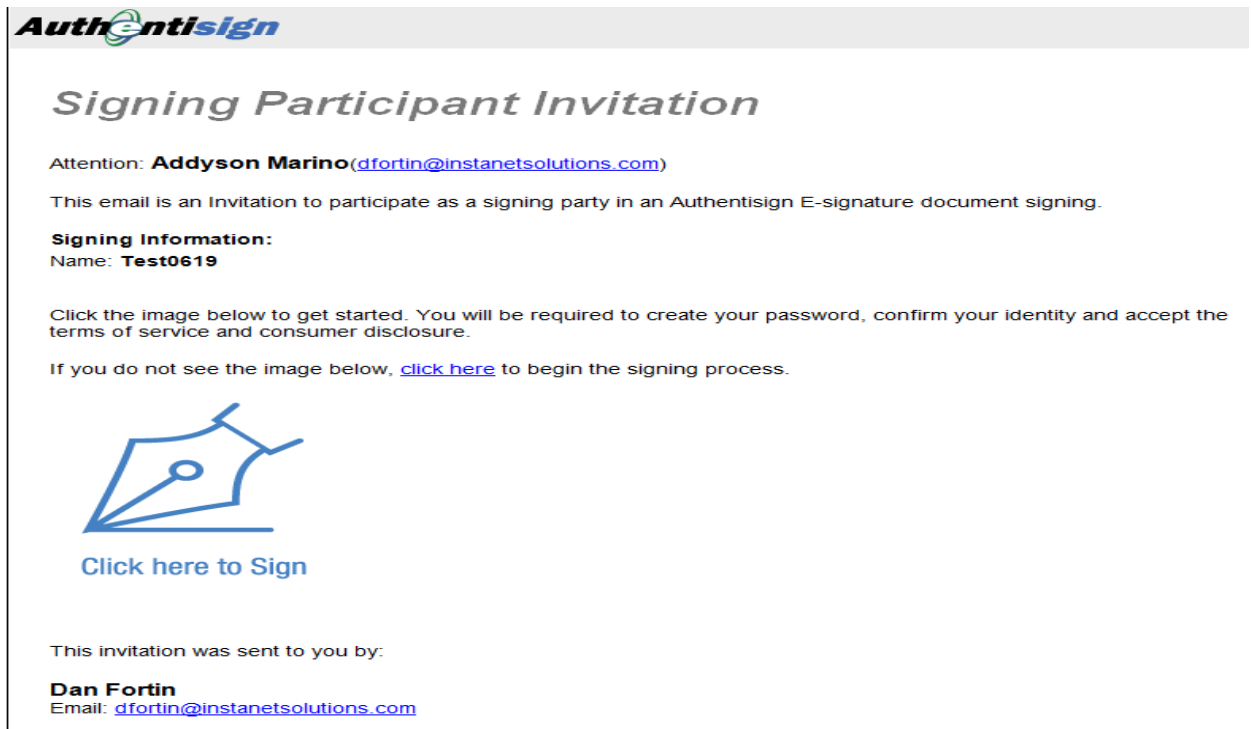 Authentisign
Signing Participant Invitation
Attention: Addyson Marino(dfortin@instanetsolutions.com)
This email is an Invitation to participate as a signing party in an Authentisign E-signature document signing.
Signing Information:
Name: Test0619
Click the image below to get started. You will be required to create your password, confirm your identity and accept the
terms of service and consumer disclosure.
If you do not see the image below, click here to begin the signing process.
Click here to Sign
This invitation was sent to you by:
Dan Fortin
Email: dfortin@instanetsolutions.com